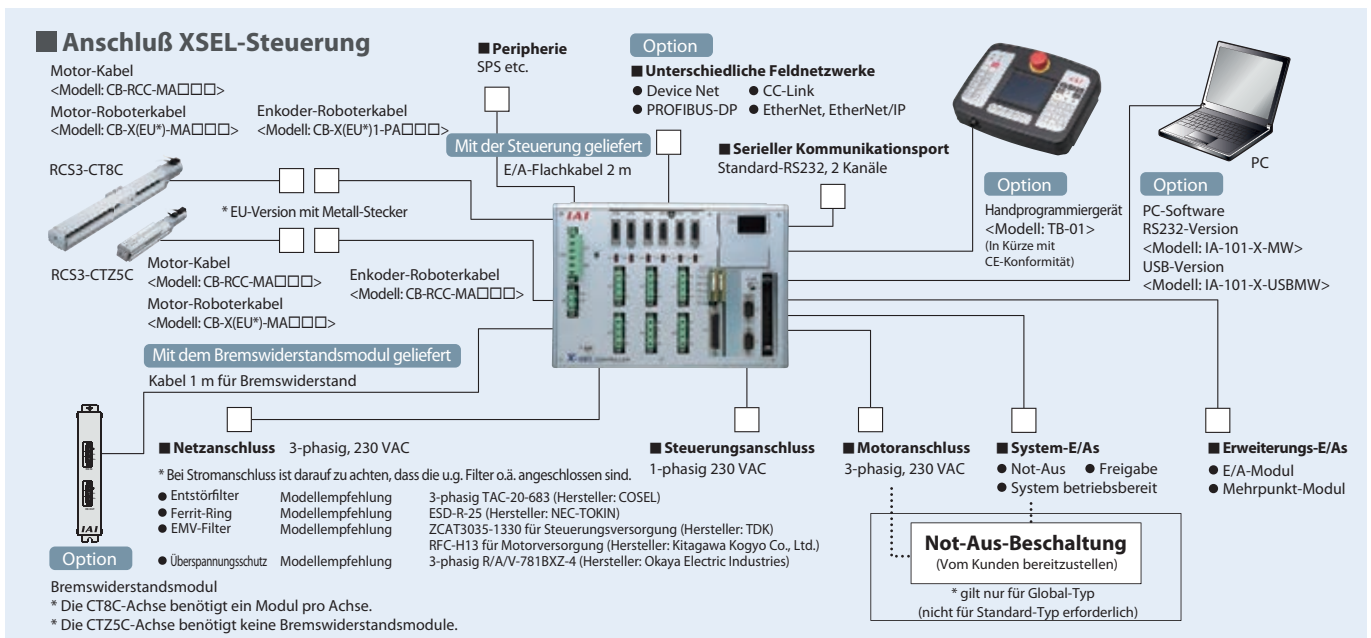 Anschluß XSEL-Steuerung
Motor-Kabel
<Modell: CB-RCC-MA□□□>
Motor-Roboterkabel
<Modell: CB-X(EU*)-MA□□□>
Enkoder-Roboterkabel
<Modell: CB-X(EU*)1-PA□□□>
Peripherie
SPS etc.
Option
Unterschiedliche Feldnetzwerke
● Device Net
● CC-Link
● PROFIBUS-DP
● EtherNet, EtherNet/IP
Mit der Steuerung geliefert
E/A-Flachkabel 2 m
Serieller Kommunikationsport
Standard-RS232, 2 Kanäle
RCS3-CT8C
* EU-Version mit Metall-Stecker
RCS3-CTZ5C
Motor-Kabel
<Modell: CB-RCC-MA□□□>
Motor-Roboterkabel
<Modell: CB-X(EU*)-MA□□□>
Enkoder-Roboterkabel
<Modell: CB-RCC-MA□□□>
IAI
Option
Handprogrammiergerät
<Modell: TB-01>
(In Kürze mit
CE-Konformität)
PC
Option
PC-Software
RS232-Version
<Modell: IA-101-X-MW>
USB-Version
<Modell: IA-101-X-USBMW>
Mit dem Bremswiderstandsmodul geliefert
Kabel 1 m für Bremswiderstand
IAI
Option
Bremswiderstandsmodul
* Die CT8C-Achse benötigt ein Modul pro Achse.
* Die CTZ5C-Achse benötigt keine Bremswiderstandsmodule.
Netzanschluss 3-phasig, 230 VAC
* Bei Stromanschluss ist darauf zu achten, dass die u.g. Filter o.ä. angeschlossen sind.
● Entstörfilter Modellempfehlung 3-phasig TAC-20-683 (Hersteller: COSEL)
● Ferrit-Ring Modellempfehlung ESD-R-25 (Hersteller: NEC-TOKIN)
● EMV-Filter Modellempfehlung ZCAT3035-1330 für Steuerungsversorgung (Hersteller: TDK)
RFC-H13 für Motorversorgung (Hersteller: Kitagawa Kogyo Co., Ltd.)
● Überspannungsschutz Modellempfehlung 3-phasig R/A/V-781BXZ-4 (Hersteller: Okaya Electric Industries)
Steuerungsanschluss
1-phasig 230 VAC
Motoranschluss
3-phasig, 230 VAC
System-E/As
● Not-Aus
● Freigabe
● System betriebsbereit
Erweiterungs-E/As
● E/A-Modul
● Mehrpunkt-Modul
Not-Aus-Beschaltung
(Vom Kunden bereitzustellen)
* gilt nur für Global-Typ
(nicht für Standard-Typ erforderlich)